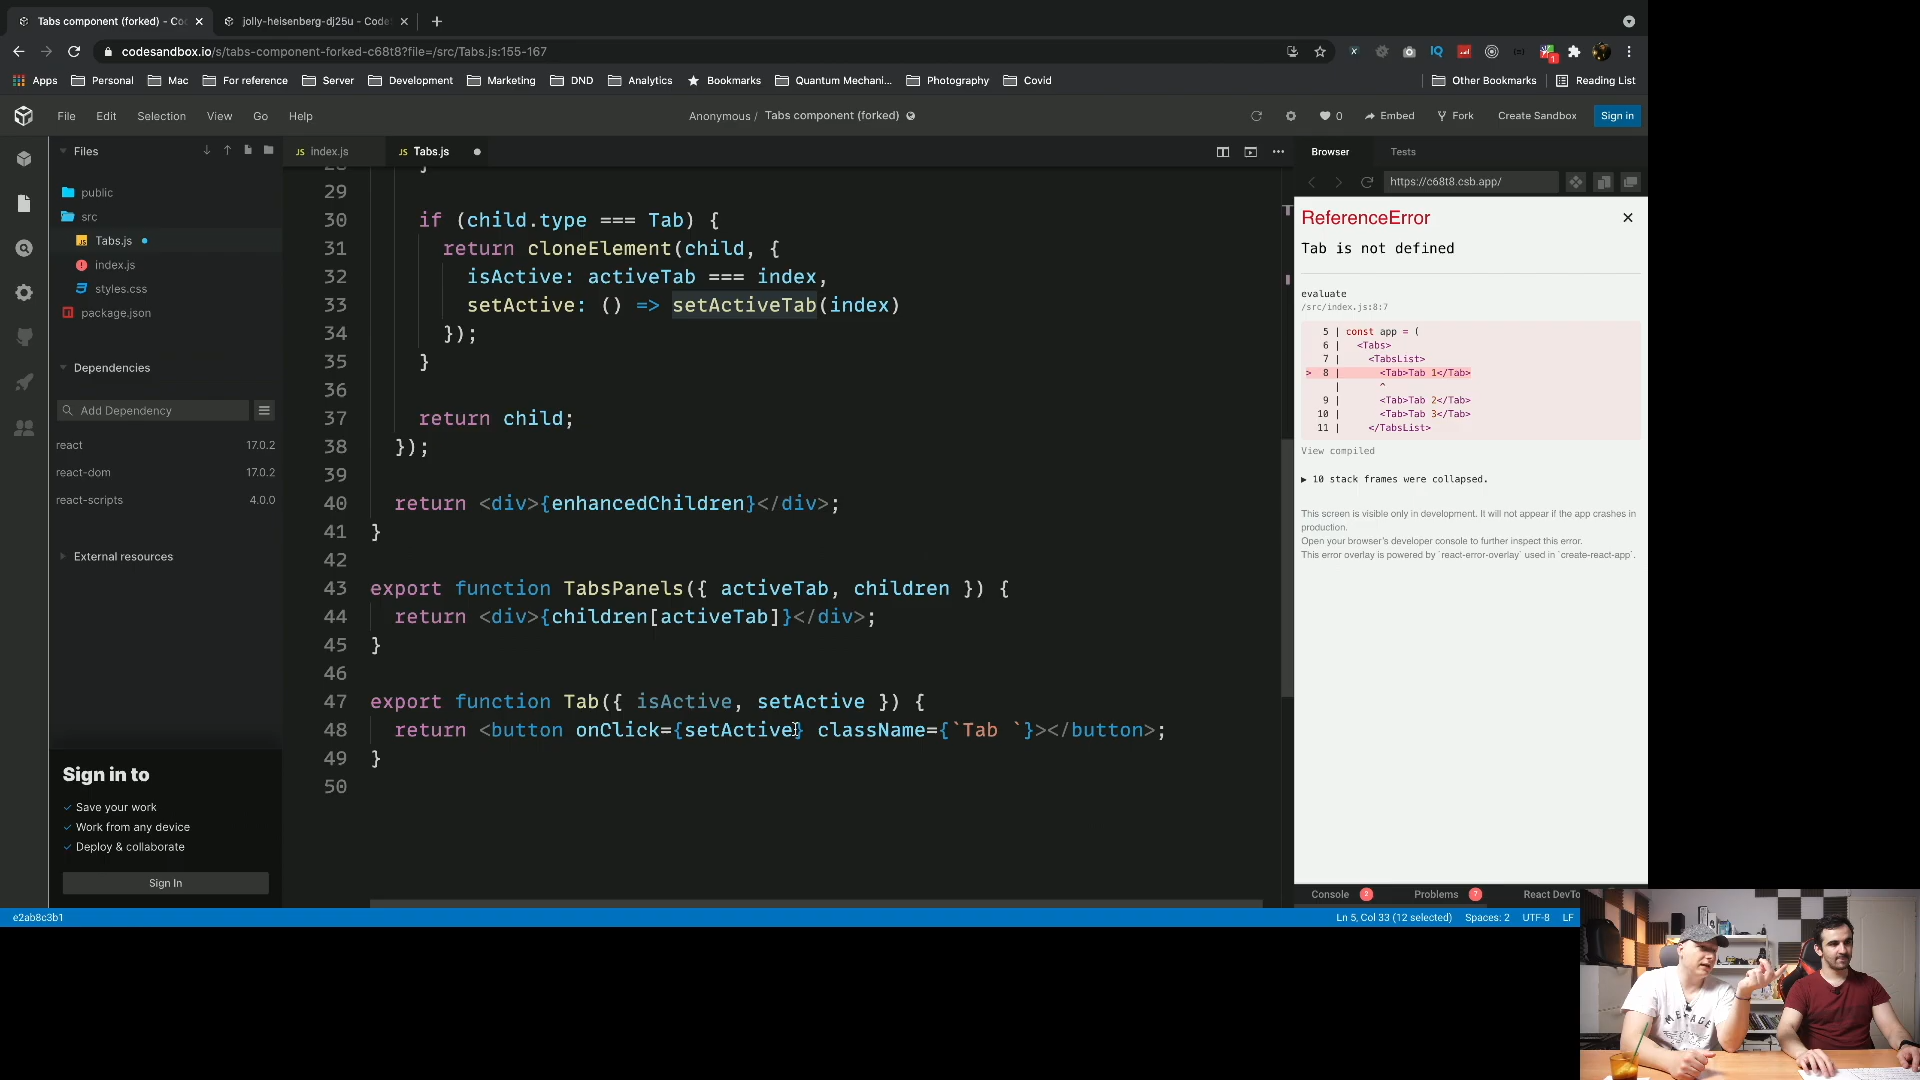 Tabs component (forked) - Co
jolly-heisenberg-dj25u - Code
codesandbox.io/s/tabs-component-forked-c68t8?file=/src/Tabs.js:155-167
Apps
Personal
Mac
For reference
Server
Development
Marketing
DND
Analytics
Bookmarks
Quantum Mechani...
Photography
Covid
Other Bookmarks
Reading List
File
Edit
Selection
View
Go
Help
Anonymous / Tabs component (forked)
0
Embed
Fork
Create Sandbox
Sign in
Files
public
src
Tabs.js
index.js
styles.css
package.json
Dependencies
Add Dependency
react 17.0.2
react-dom 17.0.2
react-scripts 4.0.0
External resources
Sign in to
Save your work
Work from any device
Deploy & collaborate
Sign In
index.js
Tabs.js
29
30 if (child.type === Tab) {
31 return cloneElement(child, {
32 isActive: activeTab === index,
33 setActive: () => setActiveTab(index)
34 });
35 }
36
37 return child;
38 });
39
40 return <div>{enhancedChildren}</div>;
41 }
42
43 export function TabsPanels({ activeTab, children }) {
44 return <div>{children[activeTab]}</div>;
45 }
46
47 export function Tab({ isActive, setActive }) {
48 return <button onClick={setActive} className={`Tab `}></button>;
49 }
50
Browser
Tests
https://c68t8.csb.app/
ReferenceError
Tab is not defined
evaluate
/src/index.js:8:7
5 | const app = (
6 | <Tabs>
7 | <TabsList>
> 8 | <Tab>Tab 1</Tab>
| ^
9 | <Tab>Tab 2</Tab>
10 | <Tab>Tab 3</Tab>
11 | </TabsList>
View compiled
▶ 10 stack frames were collapsed.
This screen is visible only in development. It will not appear if the app crashes in
production.
Open your browser's developer console to further inspect this error.
This error overlay is powered by `react-error-overlay` used in `create-react-app`.
Console 2
Problems 7
React DevTo
e2ab8c3b1
Ln 5, Col 33 (12 selected)
Spaces: 2
UTF-8
LF